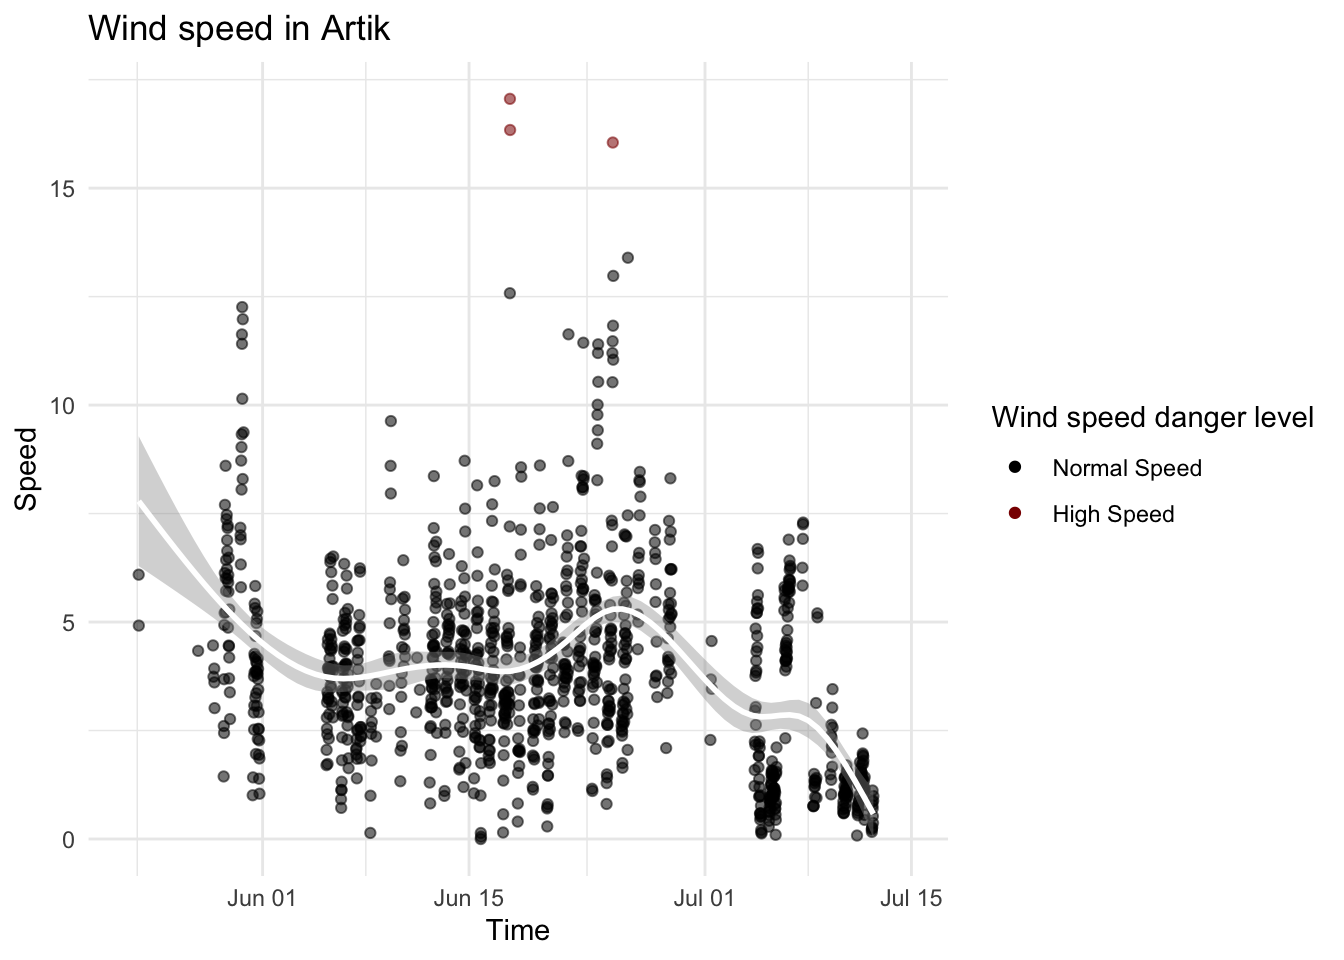 Wind speed in Artik
15
10
5
0
Speed
Jun 01
Jun 15
Jul 01
Jul 15
Time
Wind speed danger level
Normal Speed
High Speed